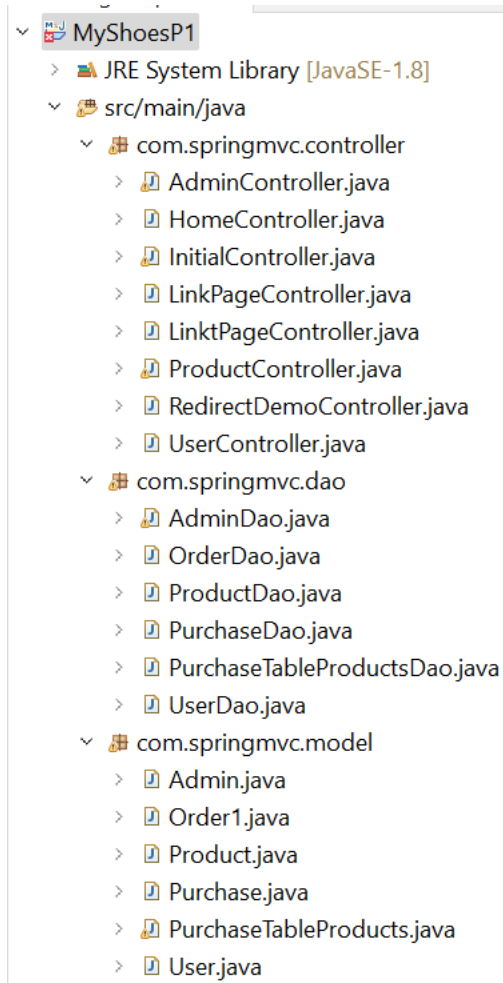 MyShoesP1
JRE System Library [JavaSE-1.8]
src/main/java
com.springmvc.controller
AdminController.java
HomeController.java
InitialController.java
LinkPageController.java
LinktPageController.java
ProductController.java
RedirectDemoController.java
UserController.java
com.springmvc.dao
AdminDao.java
OrderDao.java
ProductDao.java
PurchaseDao.java
PurchaseTableProductsDao.java
UserDao.java
com.springmvc.model
Admin.java
Order1.java
Product.java
Purchase.java
PurchaseTableProducts.java
User.java